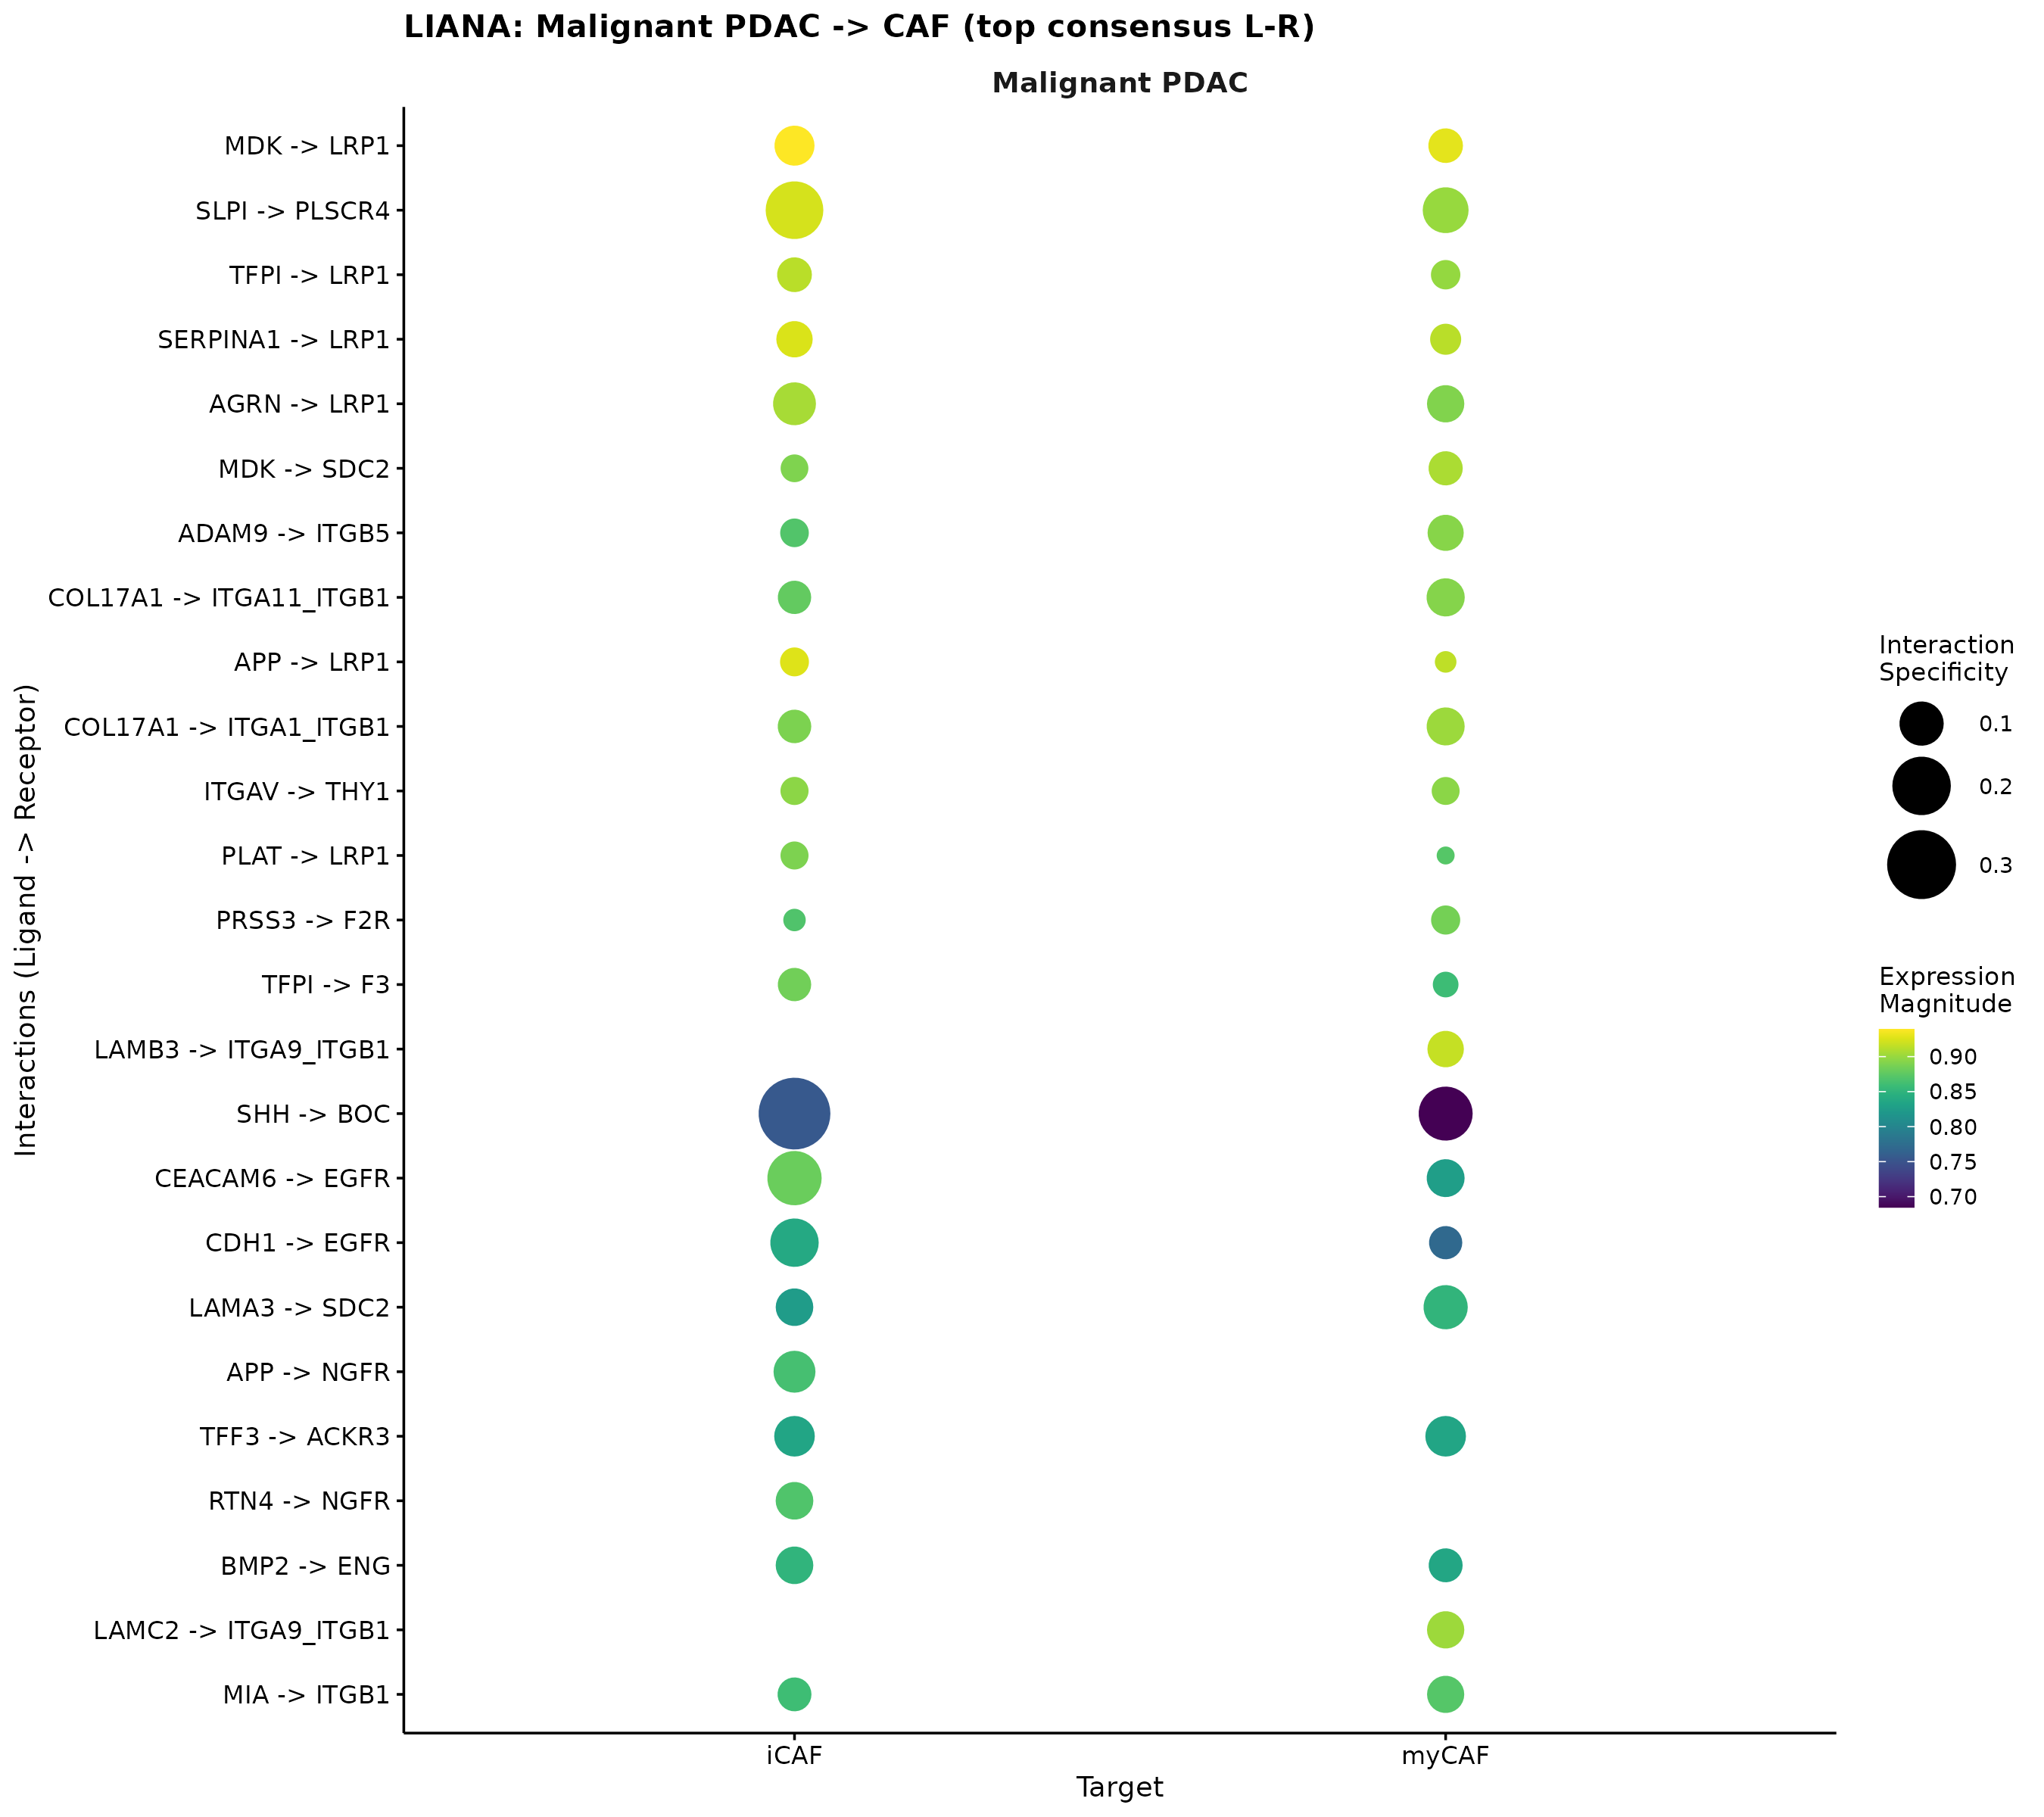 LIANA: Malignant PDAC -> CAF (top consensus L-R)
Malignant PDAC
Interactions (Ligand -> Receptor)
MDK -> LRP1
SLPI -> PLSCR4
TFPI -> LRP1
SERPINA1 -> LRP1
AGRN -> LRP1
MDK -> SDC2
ADAM9 -> ITGB5
COL17A1 -> ITGA11_ITGB1
APP -> LRP1
COL17A1 -> ITGA1_ITGB1
ITGAV -> THY1
PLAT -> LRP1
PRSS3 -> F2R
TFPI -> F3
LAMB3 -> ITGA9_ITGB1
SHH -> BOC
CEACAM6 -> EGFR
CDH1 -> EGFR
LAMA3 -> SDC2
APP -> NGFR
TFF3 -> ACKR3
RTN4 -> NGFR
BMP2 -> ENG
LAMC2 -> ITGA9_ITGB1
MIA -> ITGB1
iCAF
myCAF
Target
Interaction
Specificity
0.1
0.2
0.3
Expression
Magnitude
0.90
0.85
0.80
0.75
0.70